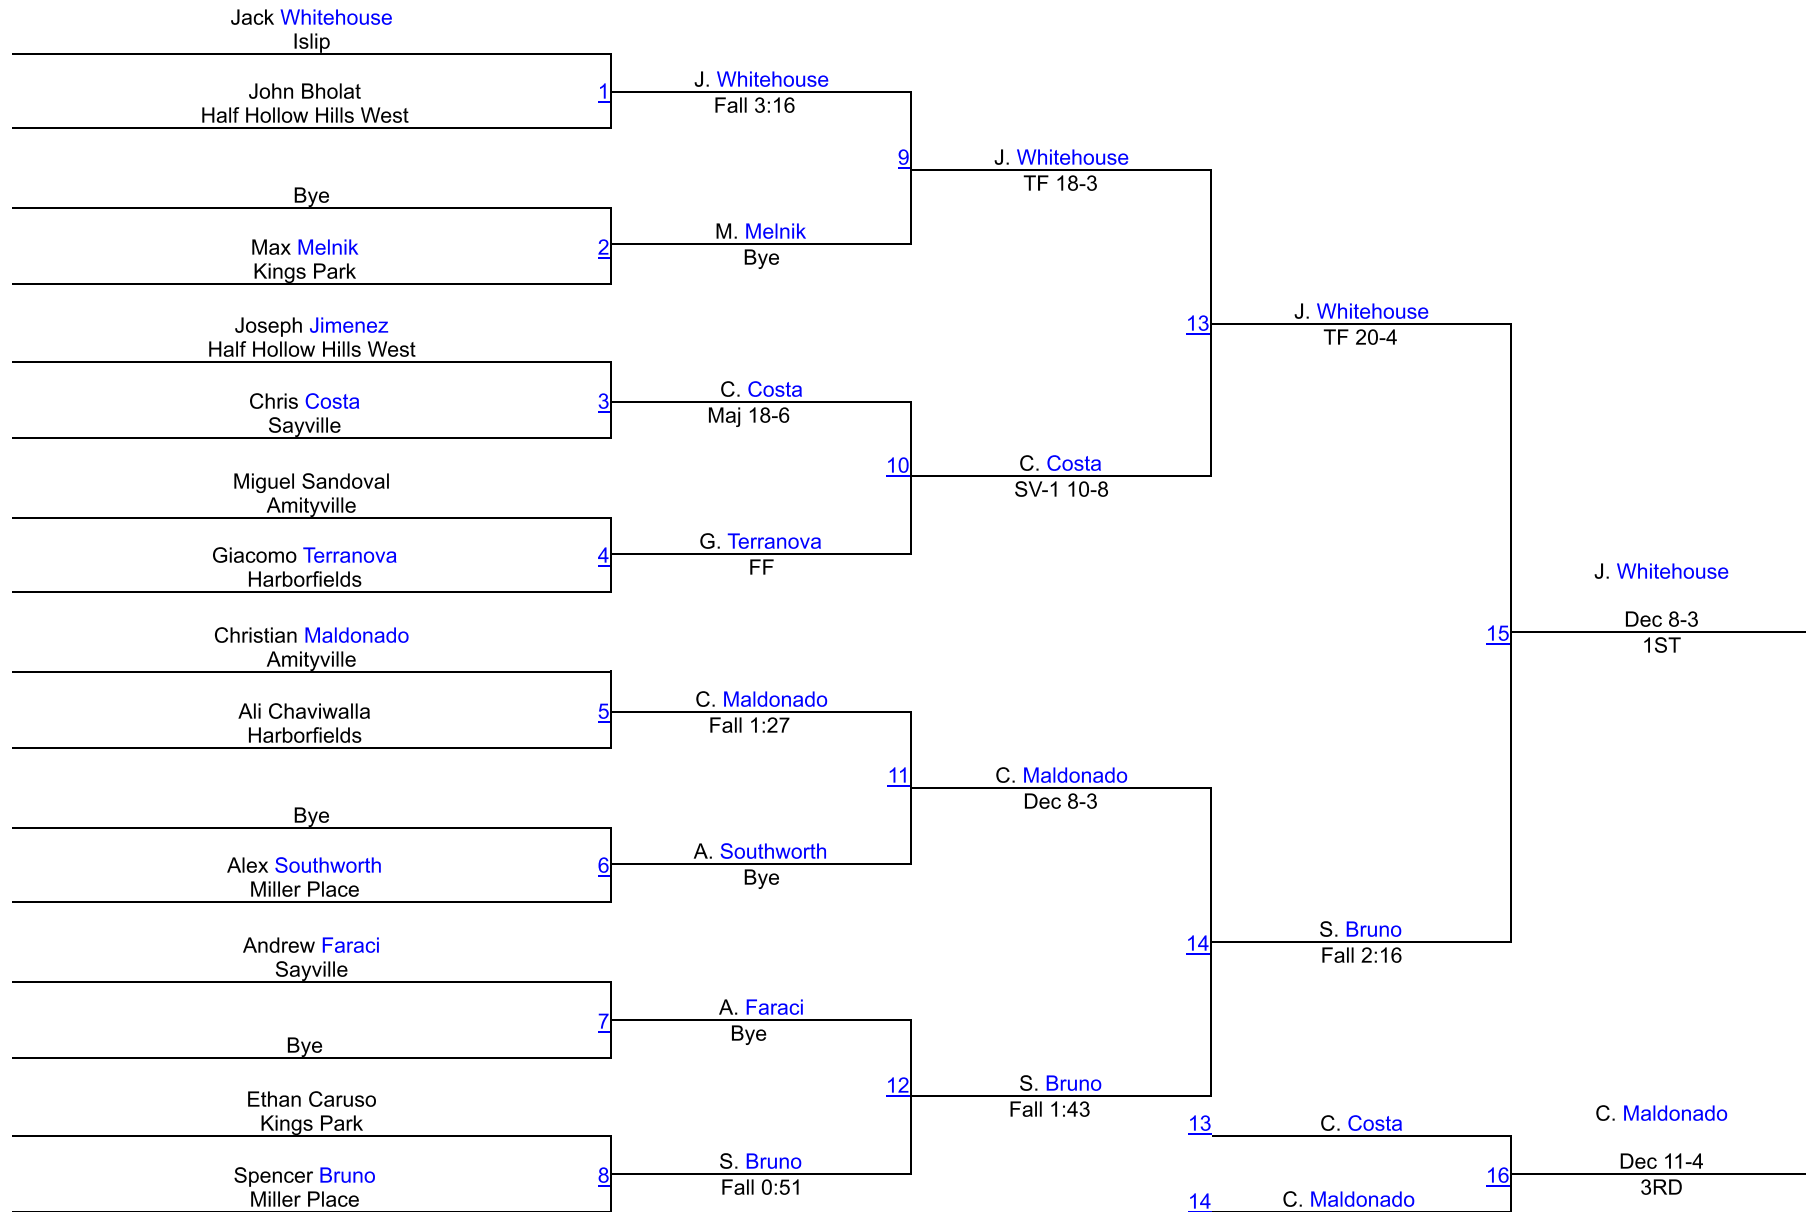 Jack Whitehouse
Islip
John Bholat
Half Hollow Hills West
1
Bye
Max Melnik
Kings Park
2
Joseph Jimenez
Half Hollow Hills West
Chris Costa
Sayville
3
Miguel Sandoval
Amityville
Giacomo Terranova
Harborfields
4
Christian Maldonado
Amityville
Ali Chaviwalla
Harborfields
5
Bye
Alex Southworth
Miller Place
6
Andrew Faraci
Sayville
7
Bye
Ethan Caruso
Kings Park
Spencer Bruno
Miller Place
8
J. Whitehouse
Fall 3:16
9
M. Melnik
Bye
C. Costa
Maj 18-6
10
G. Terranova
FF
C. Maldonado
Fall 1:27
11
A. Southworth
Bye
A. Faraci
Bye
12
S. Bruno
Fall 0:51
J. Whitehouse
TF 18-3
13
C. Costa
SV-1 10-8
C. Maldonado
Dec 8-3
14
S. Bruno
Fall 1:43
J. Whitehouse
TF 20-4
15
S. Bruno
Fall 2:16
J. Whitehouse
Dec 8-3
1ST
13
C. Costa
16
14
C. Maldonado
C. Maldonado
Dec 11-4
3RD